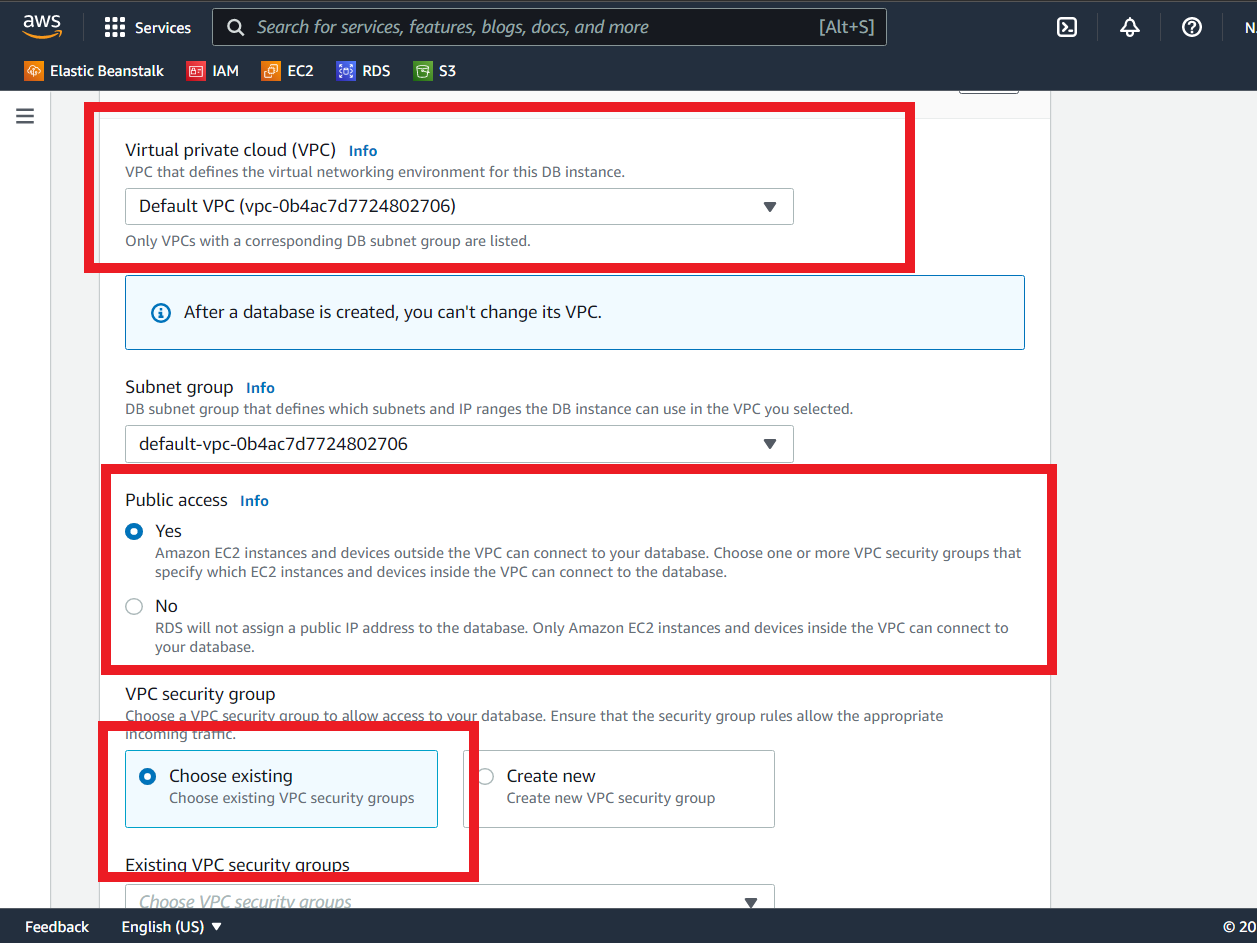 aws
Services
Search for services, features, blogs, docs, and more
[Alt+S]
Elastic Beanstalk
IAM
EC2
RDS
S3
Virtual private cloud (VPC) Info
VPC that defines the virtual networking environment for this DB instance.
Default VPC (vpc-0b4ac7d7724802706)
Only VPCs with a corresponding DB subnet group are listed.
After a database is created, you can't change its VPC.
Subnet group Info
DB subnet group that defines which subnets and IP ranges the DB instance can use in the VPC you selected.
default-vpc-0b4ac7d7724802706
Public access Info
Yes
Amazon EC2 instances and devices outside the VPC can connect to your database. Choose one or more VPC security groups that
specify which EC2 instances and devices inside the VPC can connect to the database.
No
RDS will not assign a public IP address to the database. Only Amazon EC2 instances and devices inside the VPC can connect to
your database.
VPC security group
Choose a VPC security group to allow access to your database. Ensure that the security group rules allow the appropriate
incoming traffic.
Choose existing
Choose existing VPC security groups
Create new
Create new VPC security group
Existing VPC security groups
Choose VPC security groups
Feedback
English (US)
© 20